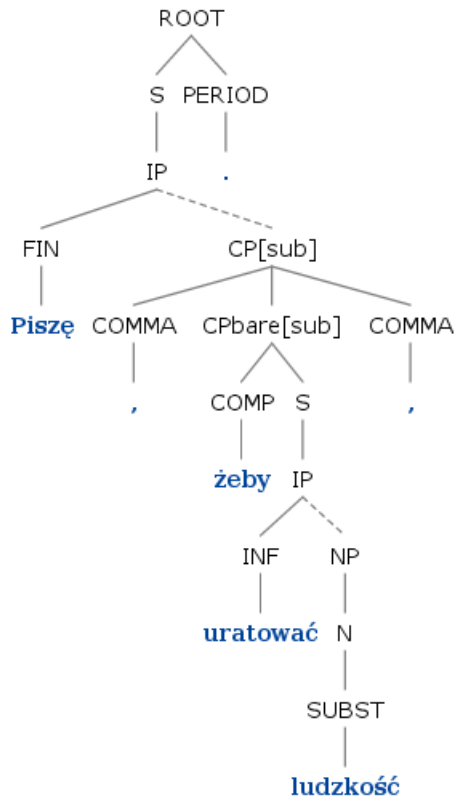 ROOT
S PERIOD
IP .
FIN CP[sub]
Piszę COMMA CPbare[sub] COMMA
, COMP S ,
żeby IP
INF NP
uratować N
SUBST
ludzkość